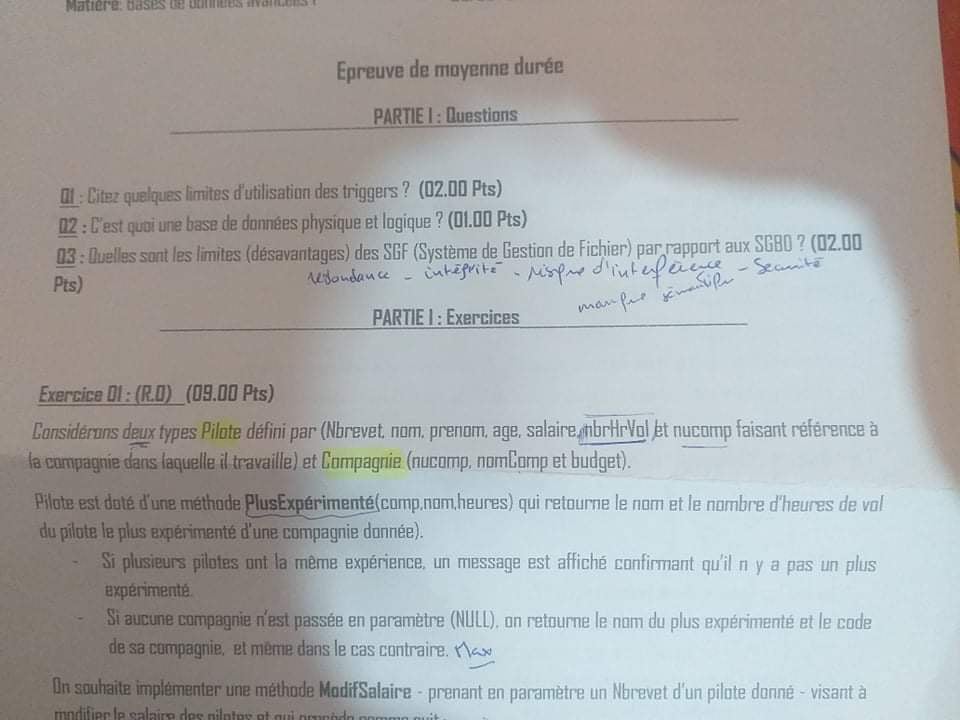 Matière: Bases de données avancées !
Epreuve de moyenne durée
PARTIE I : Questions
Q1 : Citez quelques limites d'utilisation des triggers ? (02.00 Pts)
Q2 : C'est quoi une base de données physique et logique ? (01.00 Pts)
Q3 : Quelles sont les limites (désavantages) des SGF (Système de Gestion de Fichier) par rapport aux SGBD ? (02.00
Pts)
redondance - intégrité - risque d'interférence - Sécurité
manque sémantique
PARTIE I : Exercices
Exercice 01 : (R.O) (09.00 Pts)
Considérons deux types Pilote défini par (Nbrevet, nom, prenom, age, salaire, nbrHrVol et nucomp faisant référence à
la compagnie dans laquelle il travaille) et Compagnie (nucomp, nomComp et budget).
Pilote est doté d'une méthode PlusExpérimenté(comp,nom,heures) qui retourne le nom et le nombre d'heures de vol
du pilote le plus expérimenté d'une compagnie donnée).
- Si plusieurs pilotes ont la même expérience, un message est affiché confirmant qu'il n y a pas un plus
expérimenté.
- Si aucune compagnie n'est passée en paramètre (NULL), on retourne le nom du plus expérimenté et le code
de sa compagnie, et même dans le cas contraire. Max
On souhaite implémenter une méthode ModifSalaire - prenant en paramètre un Nbrevet d'un pilote donné - visant à
modifier le salaire des pilotes et qui procède comme suit :